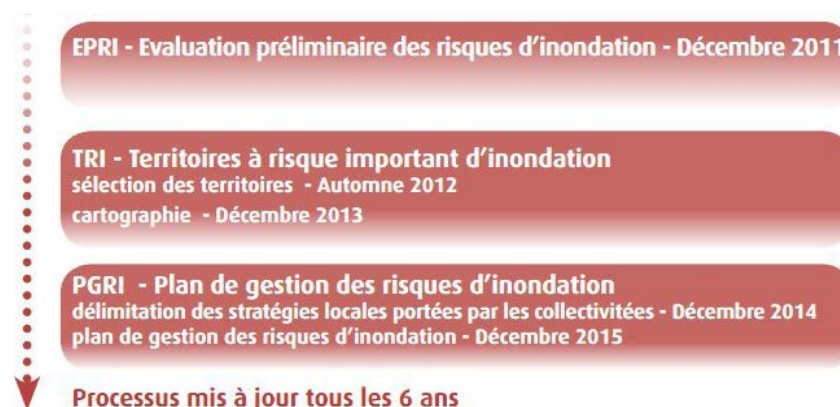 EPRI - Evaluation préliminaire des risques d'inondation - Décembre 2011
TRI - Territoires à risque important d'inondation
sélection des territoires - Automne 2012
cartographie - Décembre 2013
PGRI - Plan de gestion des risques d'inondation
délimitation des stratégies locales portées par les collectivitées - Décembre 2014
plan de gestion des risques d'inondation - Décembre 2015
Processus mis à jour tous les 6 ans